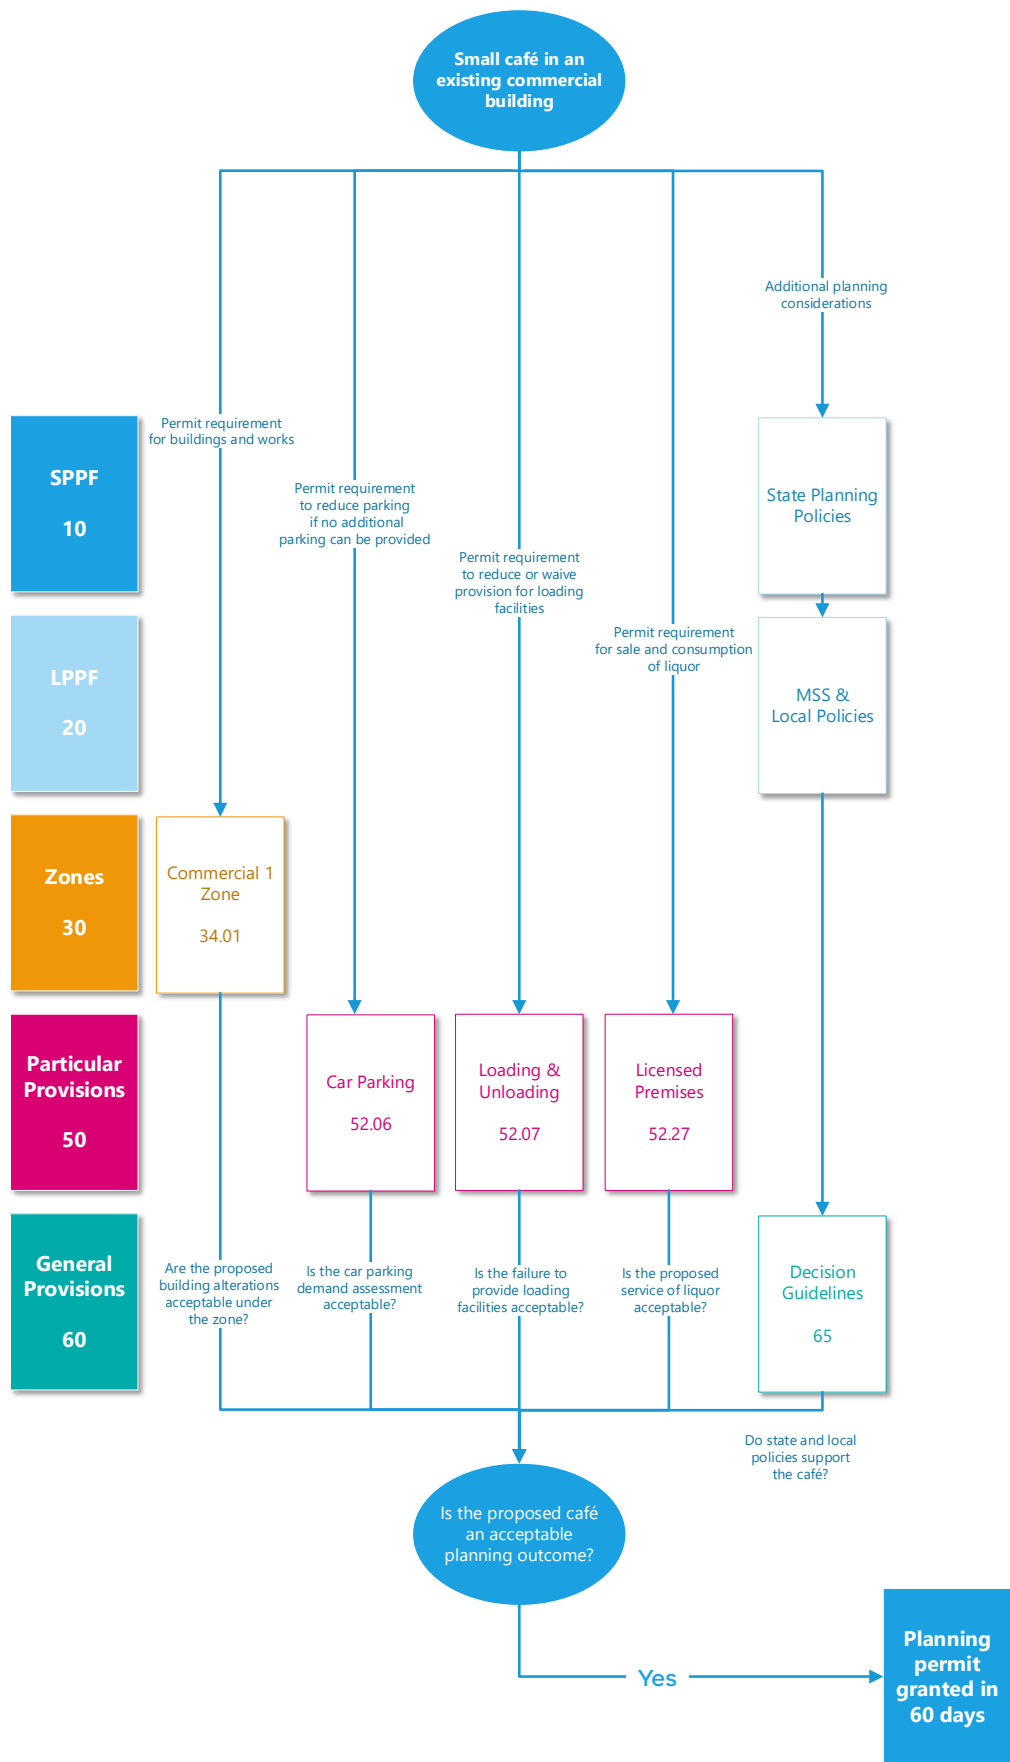 Small café in an
existing commercial
building
Additional planning
considerations
Permit requirement
for buildings and works
Permit requirement
to reduce parking
if no additional
parking can be provided
Permit requirement
to reduce or waive
provision for loading
facilities
Permit requirement
for sale and consumption
of liquor
SPPF
10
State Planning
Policies
LPPF
20
MSS &
Local Policies
Zones
30
Commercial 1
Zone
34.01
Particular
Provisions
50
Car Parking
52.06
Loading &
Unloading
52.07
Licensed
Premises
52.27
General
Provisions
60
Are the proposed
building alterations
acceptable under
the zone?
Is the car parking
demand assessment
acceptable?
Is the failure to
provide loading
facilities acceptable?
Is the proposed
service of liquor
acceptable?
Decision
Guidelines
65
Do state and local
policies support
the café?
Is the proposed café
an acceptable
planning outcome?
Yes
Planning
permit
granted in
60 days